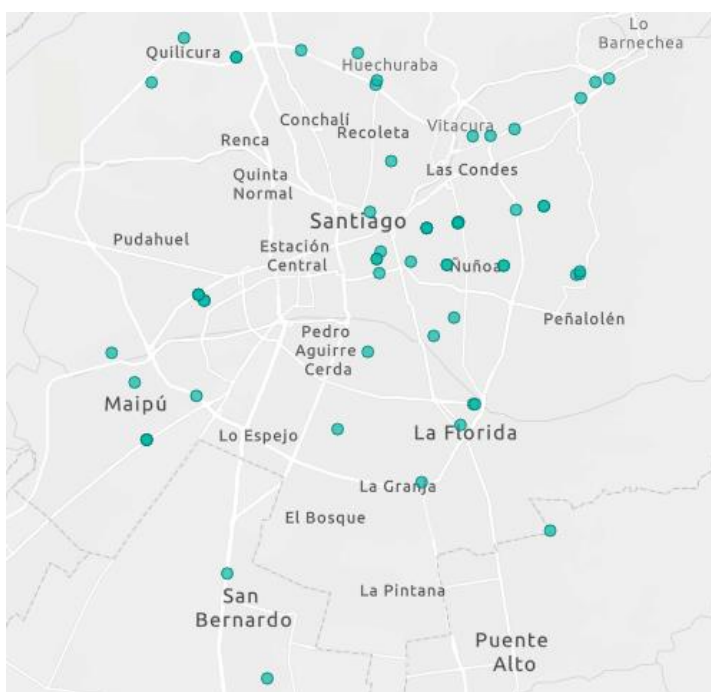 Lo
Barnechea
Quilicura
Huechuraba
Conchalí
Vitacura
Recoleta
Renca
Las Condes
Quinta
Normal
Santiago
Pudahuel
Estación
Central
Ñuñoa
Peñalolén
Pedro
Aguirre
Cerda
Maipú
Lo Espejo
La Florida
La Granja
El Bosque
La Pintana
San
Bernardo
Puente
Alto